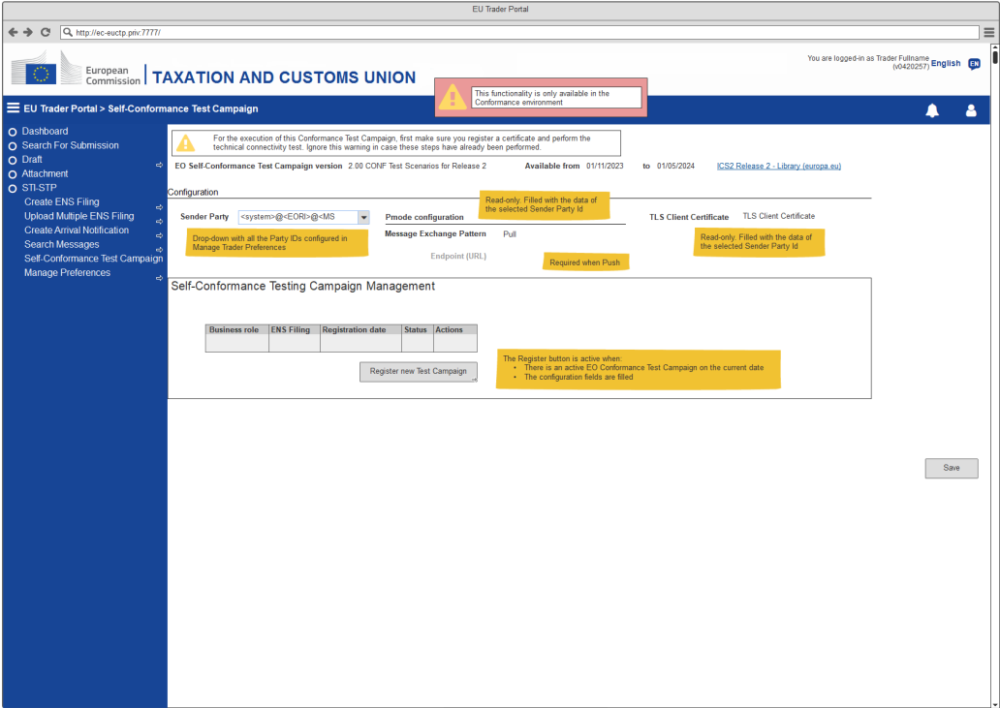 EU Trader Portal
http://ec-euctp.priv:7777/
European
Commission
TAXATION AND CUSTOMS UNION
You are logged-in as Trader Fullname
(v0420257)
English
EN
This functionality is only available in the
Conformance environment
EU Trader Portal > Self-Conformance Test Campaign
Dashboard
Search For Submission
Draft
Attachment
STI-STP
Create ENS Filing
Upload Multiple ENS Filing
Create Arrival Notification
Search Messages
Self-Conformance Test Campaign
Manage Preferences
For the execution of this Conformance Test Campaign, first make sure you register a certificate and perform the
technical connectivity test. Ignore this warning in case these steps have already been performed.
EO Self-Conformance Test Campaign version 2.00 CONF Test Scenarios for Release 2 Available from 01/11/2023 to 01/05/2024 ICS2 Release 2 - Library (europa.eu)
Configuration
Read-only. Filled with the data of
the selected Sender Party Id
Sender Party <system>@<EORI>@<MS
Pmode configuration
TLS Client Certificate TLS Client Certificate
Drop-down with all the Party IDs configured in
Manage Trader Preferences
Message Exchange Pattern Pull
Read-only. Filled with the data of
the selected Sender Party Id
Endpoint (URL)
Required when Push
Self-Conformance Testing Campaign Management
Business role ENS Filing Registration date Status Actions
Register new Test Campaign
The Register button is active when:
• There is an active EO Conformance Test Campaign on the current date
• The configuration fields are filled
Save